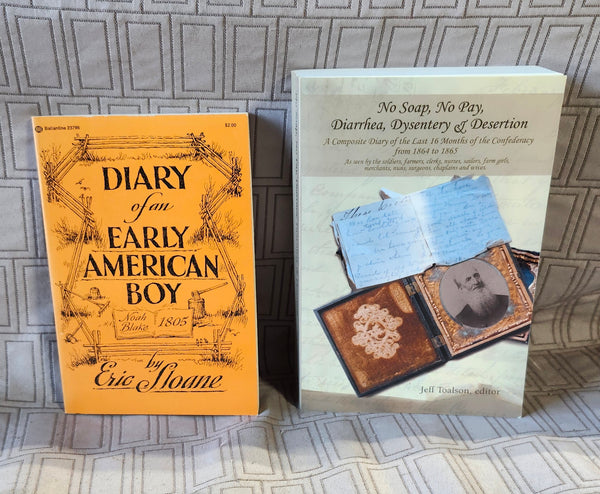 Ballantine 23796
$2.00
DIARY
of an
EARLY
AMERICAN
BOY
Noah
Blake
1805
by
Eric Sloane
No Soap, No Pay,
Diarrhea, Dysentery & Desertion
A Composite Diary of the Last 16 Months of the Confederacy
from 1864 to 1865
As seen by the soldiers, farmers, clerks, nurses, sailors, farm girls,
merchants, nuns, surgeons, chaplains and wives
Jeff Toalson, editor